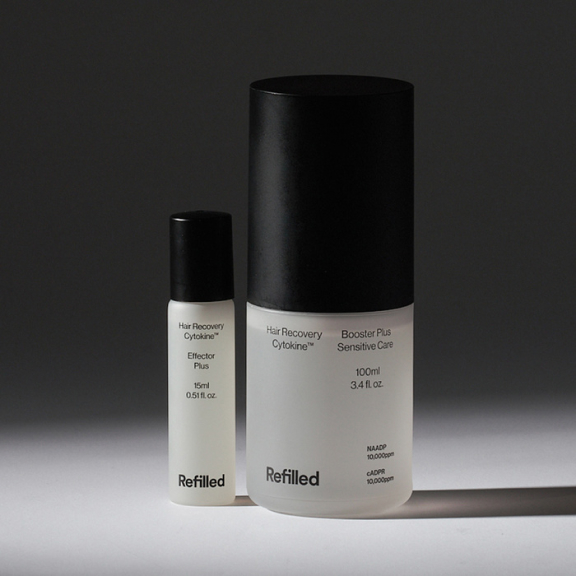 Hair Recovery
Cytokine™
Effector
Plus
15ml
0.51 fl. oz.
Refilled
Hair Recovery
Cytokine™
Booster Plus
Sensitive Care
100ml
3.4 fl. oz.
NAADP
10,000ppm
cADPR
10,000ppm
Refilled